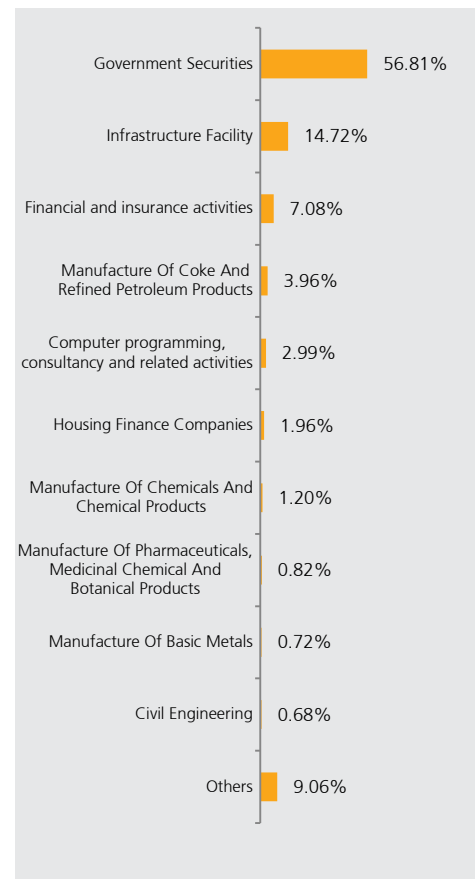 Government Securities 56.81%
Infrastructure Facility 14.72%
Financial and insurance activities 7.08%
Manufacture Of Coke And
Refined Petroleum Products 3.96%
Computer programming,
consultancy and related activities 2.99%
Housing Finance Companies 1.96%
Manufacture Of Chemicals And
Chemical Products 1.20%
Manufacture Of Pharmaceuticals,
Medicinal Chemical And 0.82%
Botanical Products
Manufacture Of Basic Metals 0.72%
Civil Engineering 0.68%
Others 9.06%